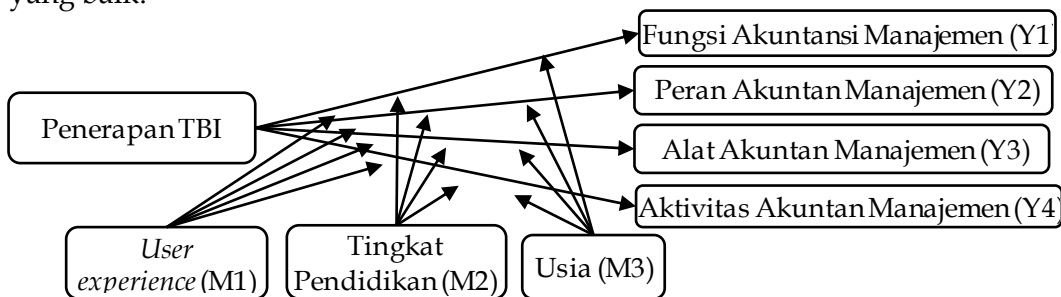 yang baik.
Fungsi Akuntansi Manajemen (Y1)
Peran Akuntan Manajemen (Y2)
Penerapan TBI
Alat Akuntan Manajemen (Y3)
Aktivitas Akuntan Manajemen (Y4)
User
experience (M1)
Tingkat
Pendidikan (M2)
Usia (M3)